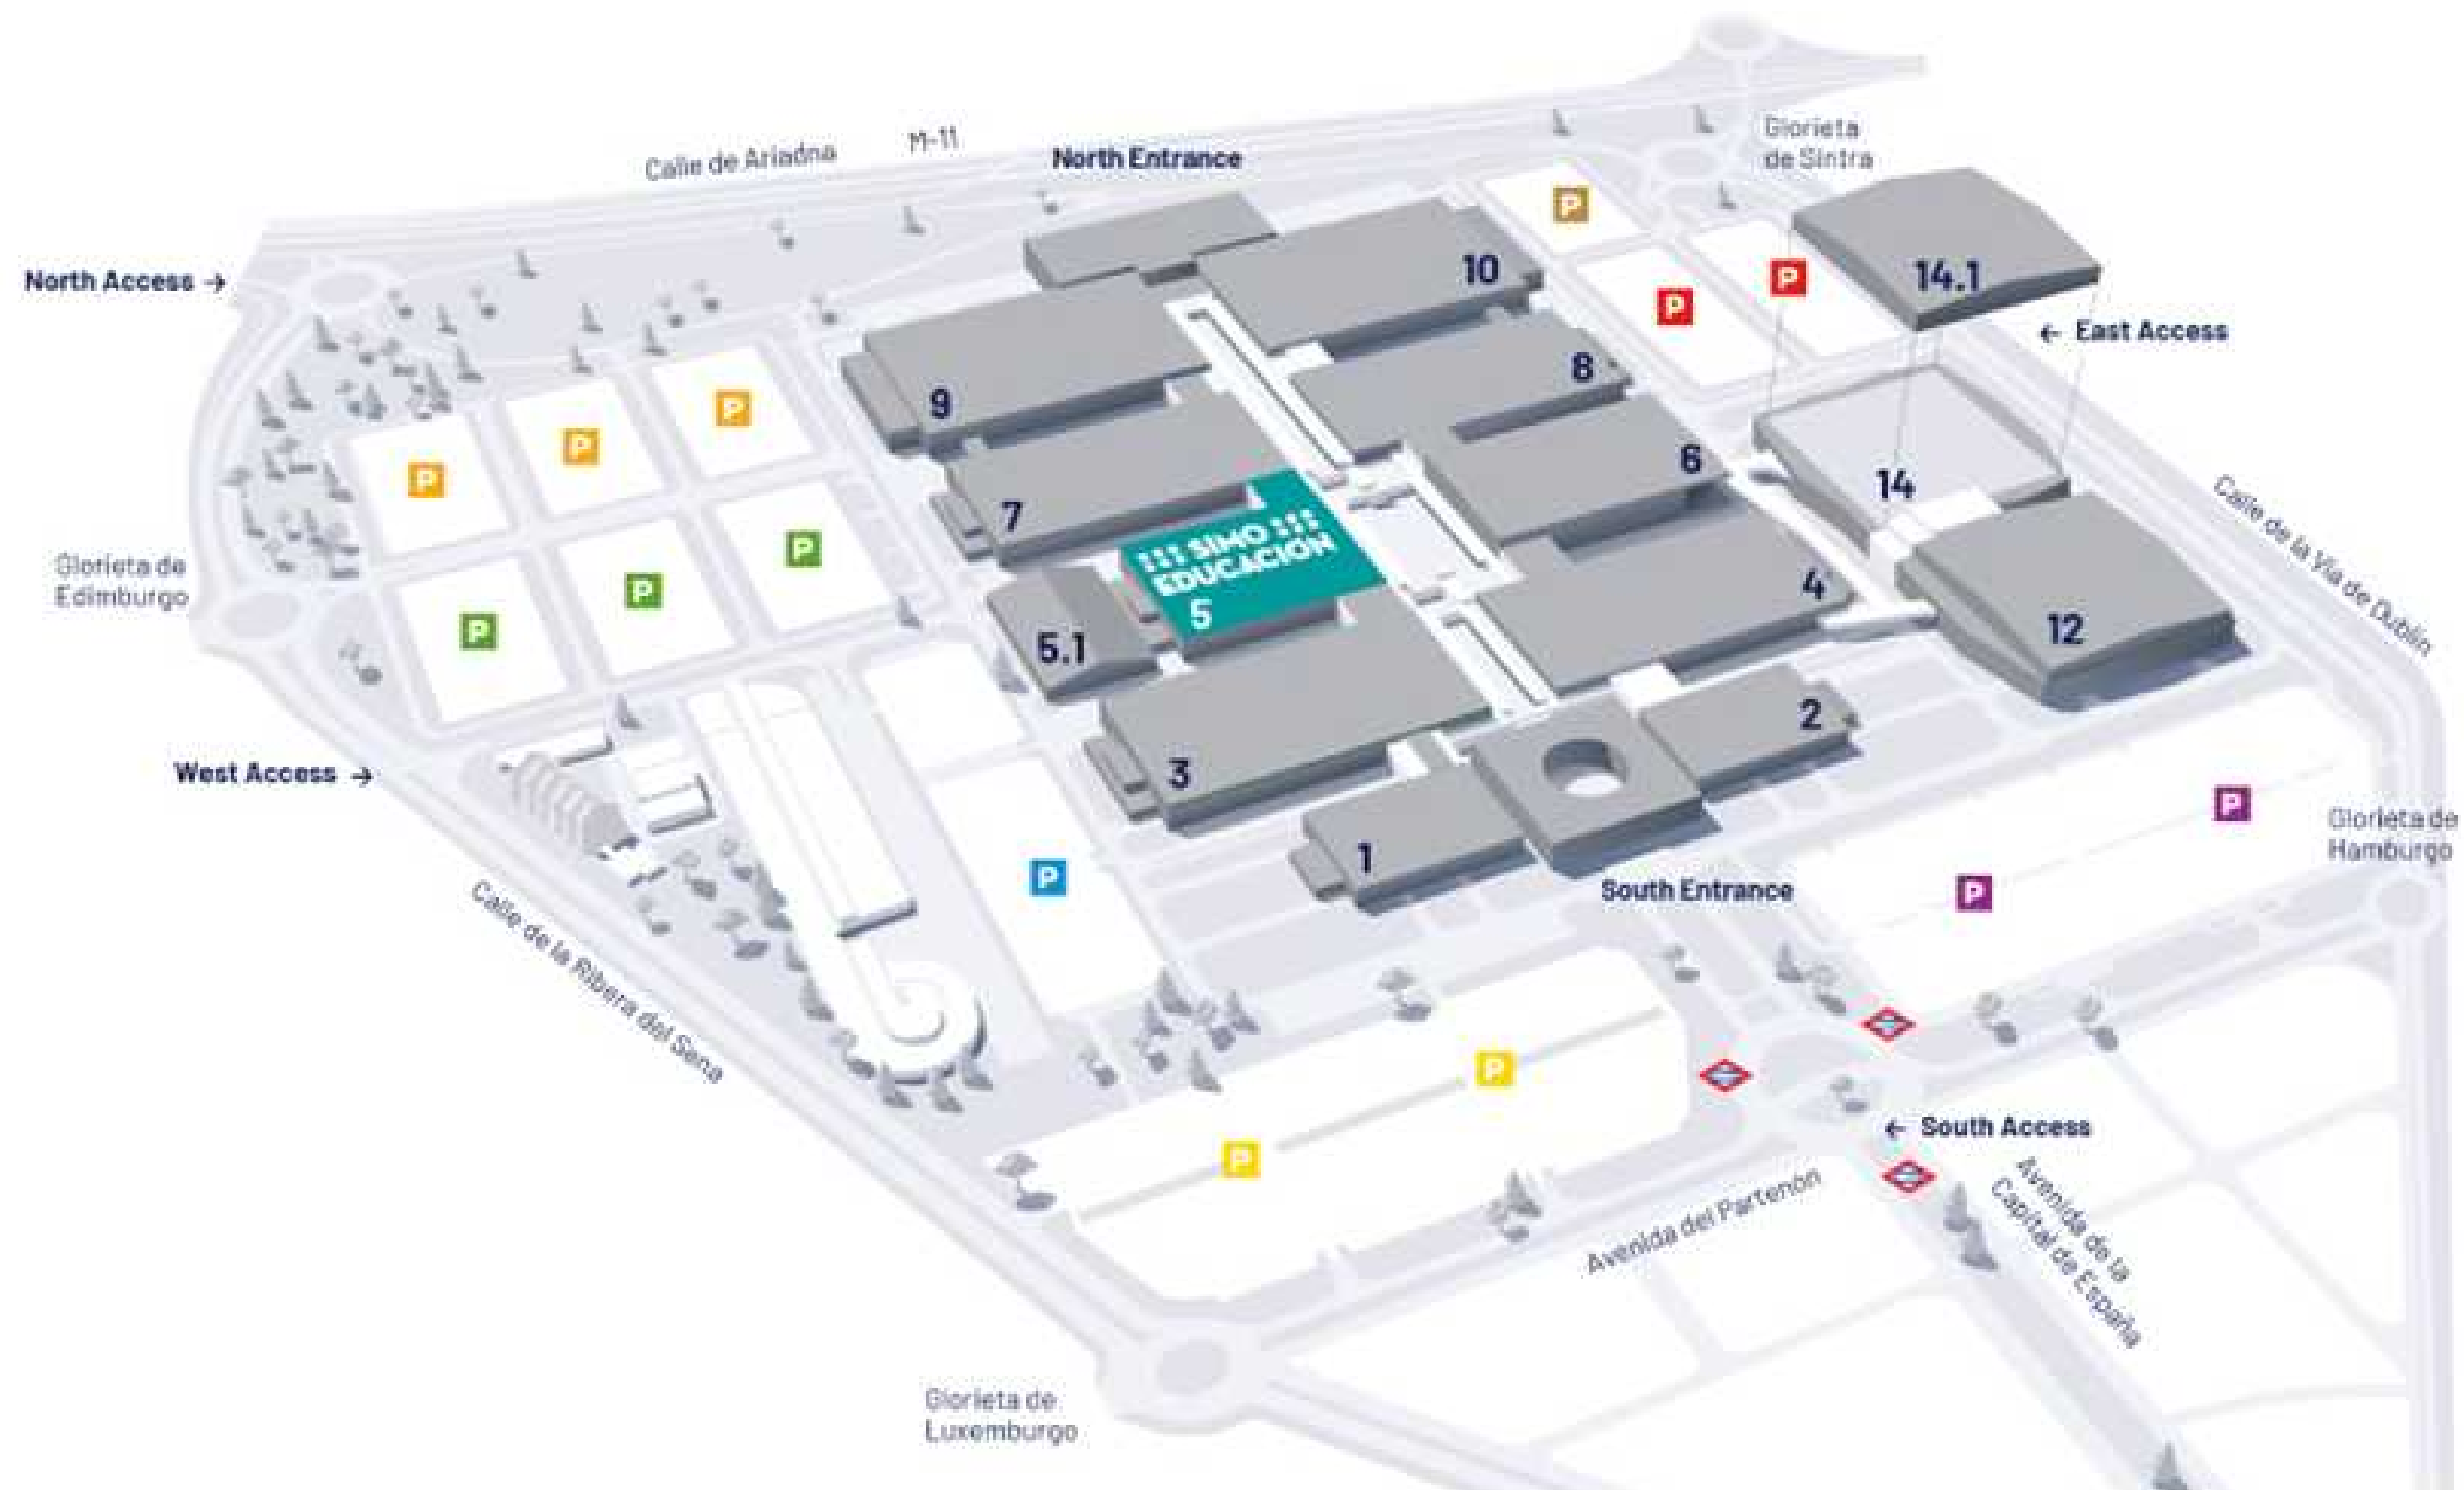 Calle de Ariadna
M-11
North Entrance
Glorieta
de Sintra
P
10
14.1
P
P
North Access →
← East Access
8
9
P
P
P
6
7
14
SIMO
EDUCACIÓN
5
Calle de la Vía de Dublín
P
P
P
Glorieta de
Edimburgo
4
5.1
12
2
West Access →
3
P
Glorieta de
Hamburgo
1
P
South Entrance
P
Calle de la Ribera del Sena
P
P
← South Access
Avenida del Partenón
Avenida de la
Capital de España
Glorieta de
Luxemburgo